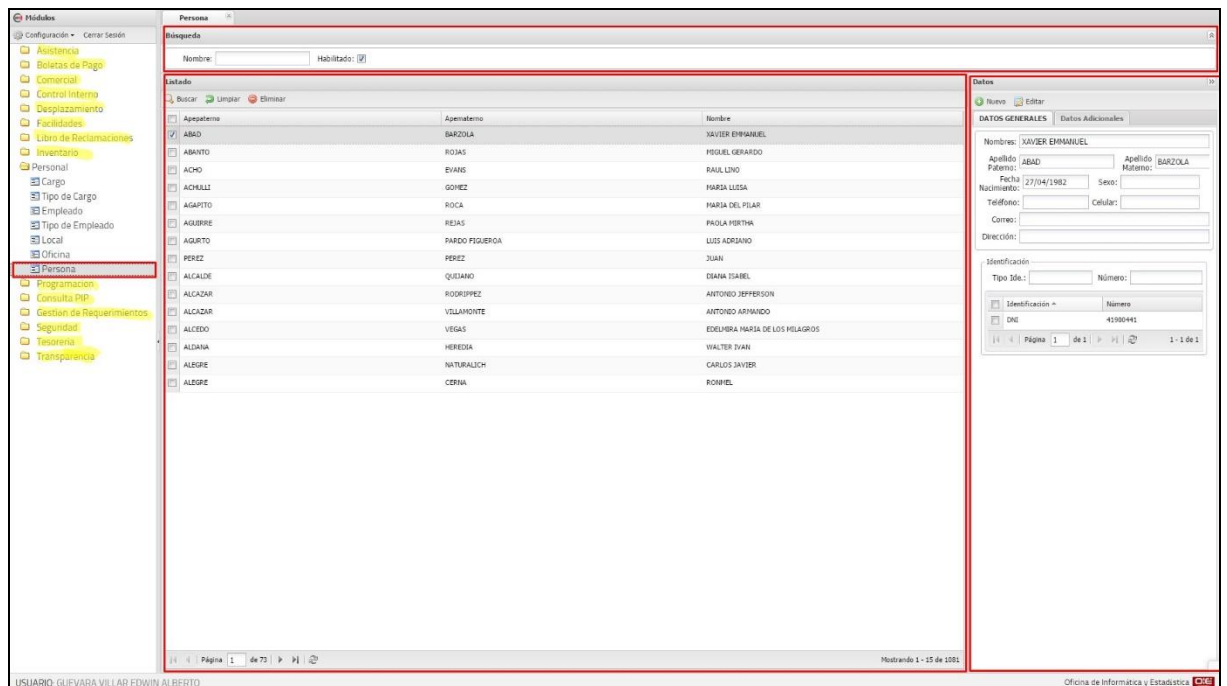 Módulos
Configuración Cerrar Sesión
Asistencia
Boletas de Pago
Comercial
Control Interno
Desplazamiento
Facilidades
Libro de Reclamaciones
Inventario
Personal
Cargo
Tipo de Cargo
Empleado
Tipo de Empleado
Local
Oficina
Persona
Programacion
Consulta PIP
Gestion de Requerimientos
Seguridad
Tesoreria
Transparencia
Persona
Búsqueda
Nombre: Habilitado:
Listado
Buscar Limpiar Eliminar
Apepaterno Apematerno Nombre
ABAD BARZOLA XAVIER EMMANUEL
ABANTO ROJAS MIGUEL GERARDO
ACHO EVANS RAUL LINO
ACHULLI GOMEZ MARIA LUISA
AGAPITO ROCA MARIA DEL PILAR
AGUIRRE REJAS PAOLA MIRTHA
AGURTO PARDO FIGUEROA LUIS ADRIANO
PEREZ PEREZ JUAN
ALCALDE QUIJANO DIANA ISABEL
ALCAZAR RODRIPPEZ ANTONIO JEFFERSON
ALCAZAR VILLAMONTE ANTONIO ARMANDO
ALCEDO VEGAS EDELMIRA MARIA DE LOS MILAGROS
ALDANA HEREDIA WALTER IVAN
ALEGRE NATURALICH CARLOS JAVIER
ALEGRE CERNA RONMEL
Página 1 de 73 Mostrando 1 - 15 de 1081
Datos
Nuevo Editar
DATOS GENERALES Datos Adicionales
Nombres: XAVIER EMMANUEL
Apellido Paterno: ABAD Apellido Materno: BARZOLA
Fecha Nacimiento: 27/04/1982 Sexo:
Teléfono: Celular:
Correo:
Dirección:
Identificación
Tipo Ide.: Número:
Identificación Número
DNI 41980441
Página 1 de 1 1 - 1 de 1
USUARIO: GUEVARA VILLAR EDWIN ALBERTO
Oficina de Informática y Estadística